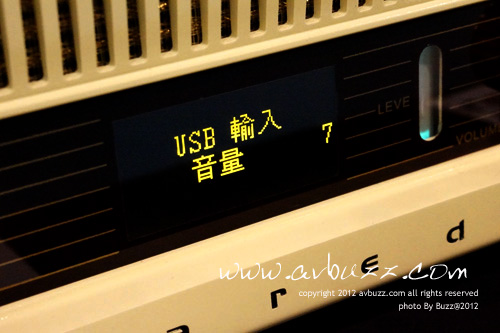 USB 輸入
音量 7
LEVE
VOLUM
a r e d
www.avbuzz.com
copyright 2012 avbuzz.com all rights reserved
photo By Buzz@2012